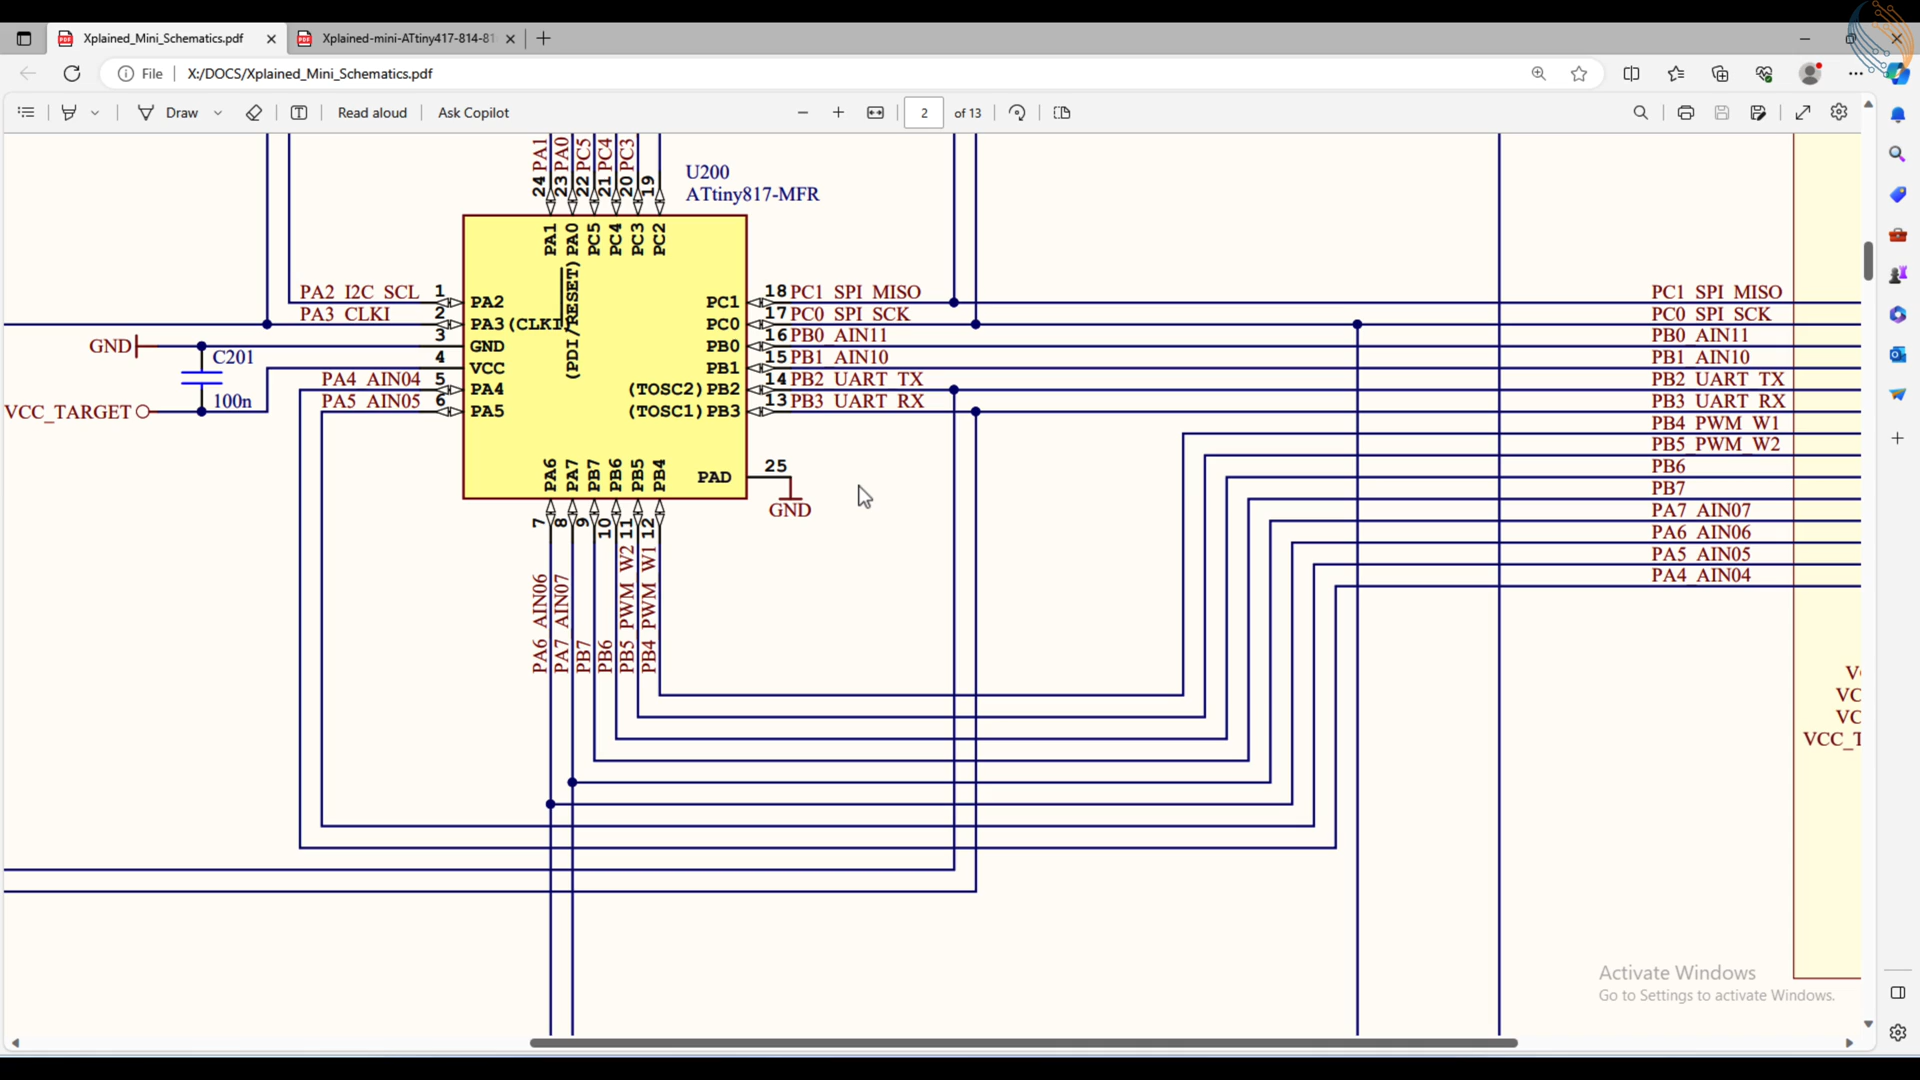 Xplained_Mini_Schematics.pdf
Xplained-mini-ATtiny417-814-81
File
X:/DOCS/Xplained_Mini_Schematics.pdf
Draw
Read aloud
Ask Copilot
2
of 13
PA1
PA0
PC5
PC4
PC3
24
23
22
21
20
19
U200
ATtiny817-MFR
PA1
PA0
PC5
PC4
PC3
PC2
(PDI/RESET)
PA2 I2C SCL
1
PA2
PA3 CLKI
2
PA3(CLKI)
3
GND
GND
4
VCC
C201
100n
VCC_TARGET
PA4 AIN04
5
PA4
PA5 AIN05
6
PA5
PC1
18
PC1 SPI MISO
PC0
17
PC0 SPI SCK
PB0
16
PB0 AIN11
PB1
15
PB1 AIN10
(TOSC2) PB2
14
PB2 UART TX
(TOSC1) PB3
13
PB3 UART RX
PAD
25
GND
PA6
PA7
PB7
PB6
PB5
PB4
7
8
9
10
11
12
PA6 AIN06
PA7 AIN07
PB7
PB6
PB5 PWM W2
PB4 PWM W1
PC1 SPI MISO
PC0 SPI SCK
PB0 AIN11
PB1 AIN10
PB2 UART TX
PB3 UART RX
PB4 PWM W1
PB5 PWM W2
PB6
PB7
PA7 AIN07
PA6 AIN06
PA5 AIN05
PA4 AIN04
VC
VC
VCC_T
Activate Windows
Go to Settings to activate Windows.